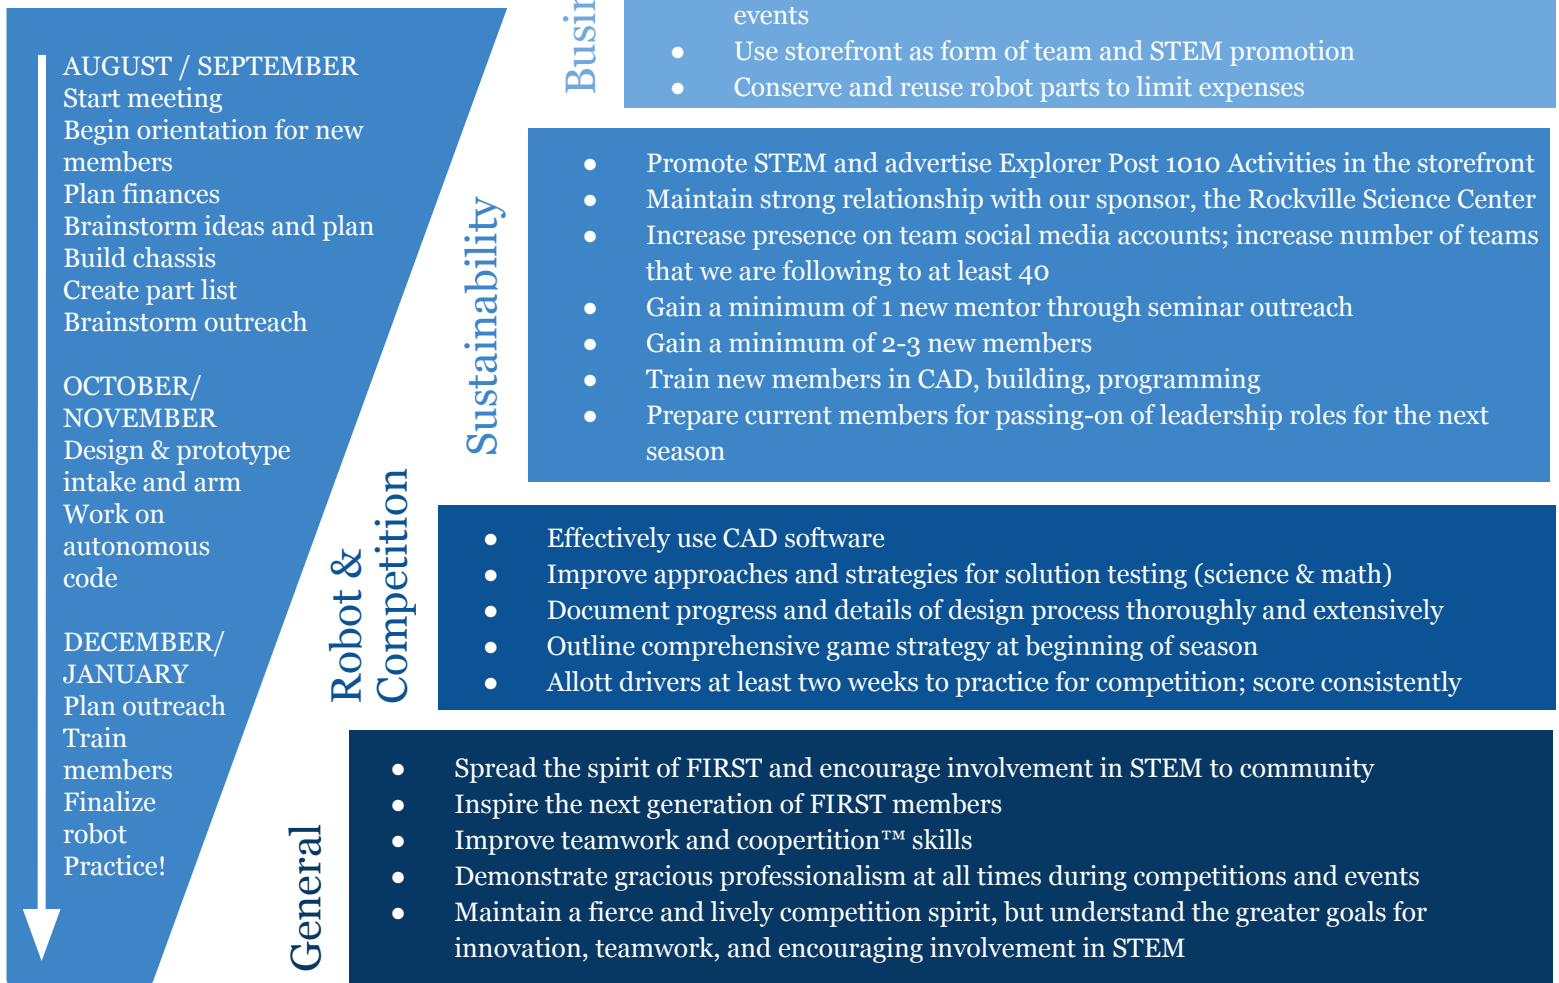 AUGUST / SEPTEMBER
Start meeting
Begin orientation for new
members
Plan finances
Brainstorm ideas and plan
Build chassis
Create part list
Brainstorm outreach
OCTOBER/
NOVEMBER
Design & prototype
intake and arm
Work on
autonomous
code
DECEMBER/
JANUARY
Plan outreach
Train
members
Finalize
robot
Practice!
events
● Use storefront as form of team and STEM promotion
● Conserve and reuse robot parts to limit expenses
Sustainability
● Promote STEM and advertise Explorer Post 1010 Activities in the storefront
● Maintain strong relationship with our sponsor, the Rockville Science Center
● Increase presence on team social media accounts; increase number of teams
that we are following to at least 40
● Gain a minimum of 1 new mentor through seminar outreach
● Gain a minimum of 2-3 new members
● Train new members in CAD, building, programming
● Prepare current members for passing-on of leadership roles for the next
season
Robot &
Competition
● Effectively use CAD software
● Improve approaches and strategies for solution testing (science & math)
● Document progress and details of design process thoroughly and extensively
● Outline comprehensive game strategy at beginning of season
● Allott drivers at least two weeks to practice for competition; score consistently
General
● Spread the spirit of FIRST and encourage involvement in STEM to community
● Inspire the next generation of FIRST members
● Improve teamwork and coopertition™ skills
● Demonstrate gracious professionalism at all times during competitions and events
● Maintain a fierce and lively competition spirit, but understand the greater goals for
innovation, teamwork, and encouraging involvement in STEM